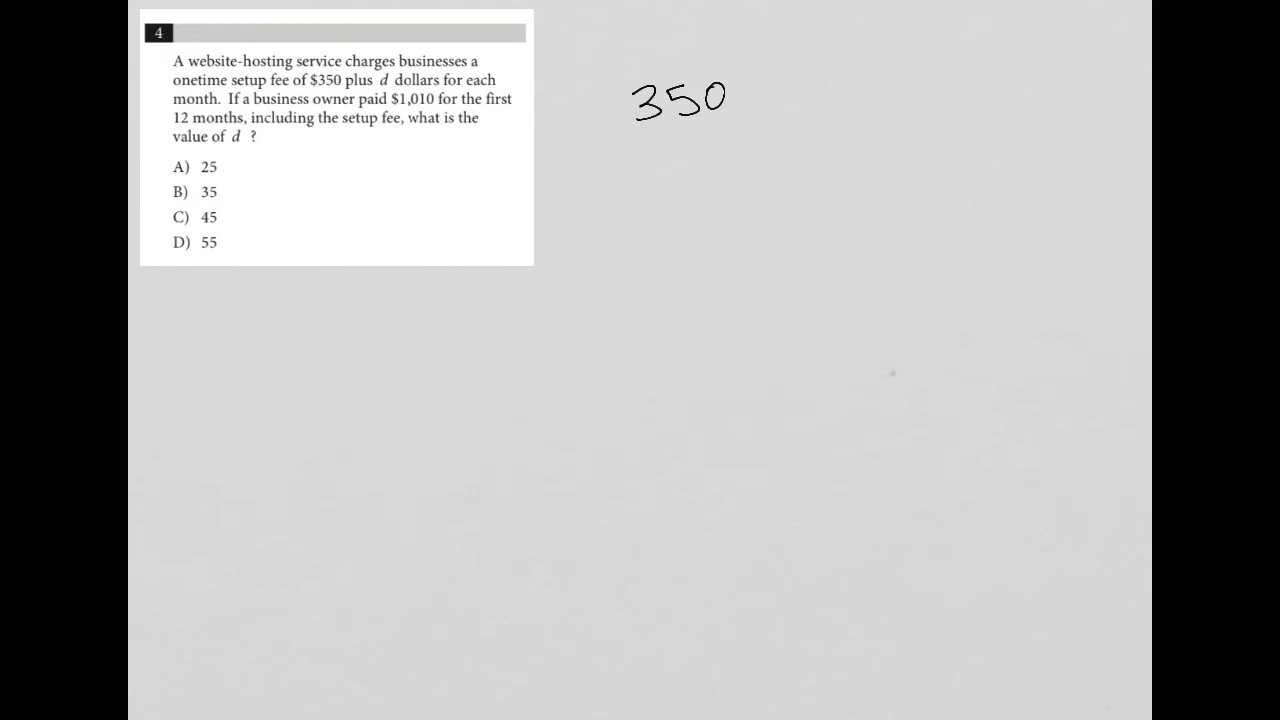 4
A website-hosting service charges businesses a
onetime setup fee of $350 plus d dollars for each
month. If a business owner paid $1,010 for the first
12 months, including the setup fee, what is the
value of d ?
A) 25
B) 35
C) 45
D) 55
350